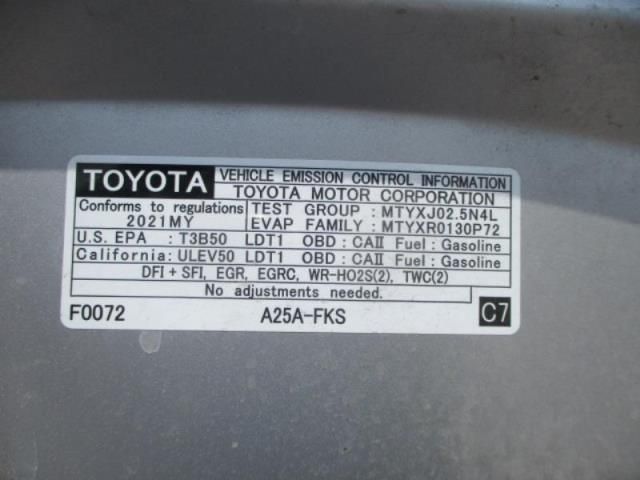 TOYOTA VEHICLE EMISSION CONTROL INFORMATION
TOYOTA MOTOR CORPORATION
Conforms to regulations TEST GROUP : MTYXJ02.5N4L
2021MY EVAP FAMILY : MTYXR0130P72
U.S. EPA : T3B50 LDT1 OBD : CAII Fuel : Gasoline
California: ULEV50 LDT1 OBD : CAII Fuel : Gasoline
DFI + SFI, EGR, EGRC, WR-HO2S(2), TWC(2)
No adjustments needed.
F0072 A25A-FKS C7